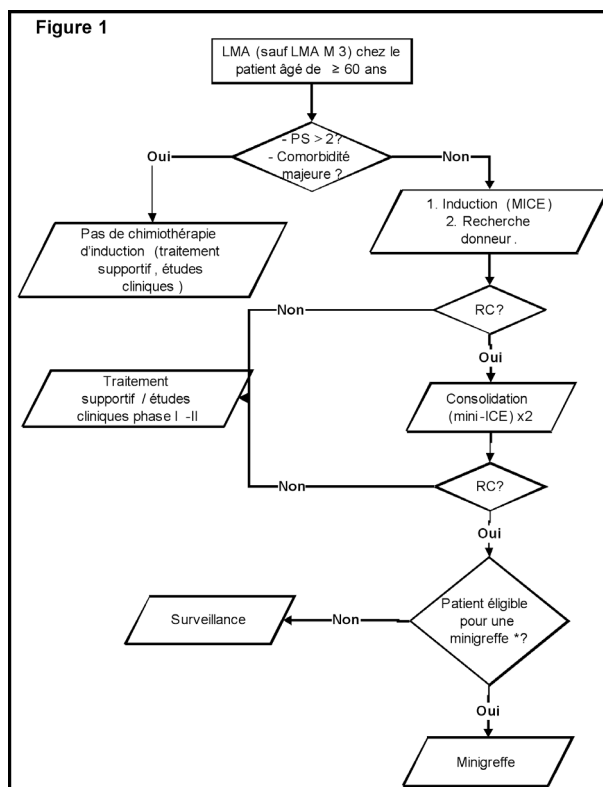 Figure 1
LMA (sauf LMA M 3) chez le
patient âgé de ≥ 60 ans
- PS > 2?
- Comorbidité
majeure ?
Oui
Non
Pas de chimiothérapie
d'induction (traitement
supportif , études
cliniques )
1. Induction (MICE)
2. Recherche
donneur .
RC?
Non
Oui
Traitement
supportif / études
cliniques phase I -II
Consolidation
(mini-ICE) x2
RC?
Non
Oui
Patient éligible
pour une
minigreffe *?
Non
Surveillance
Oui
Minigreffe